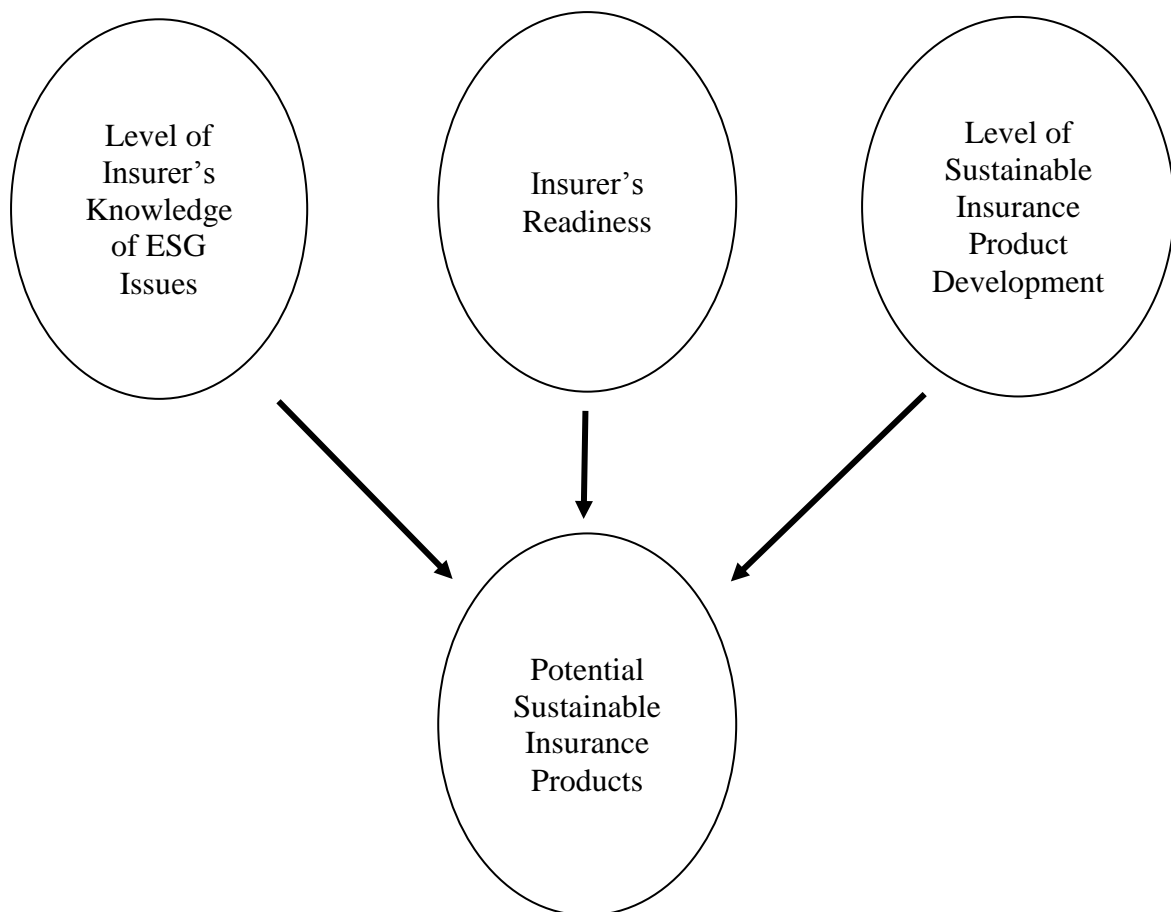 Level of
Insurer’s
Knowledge
of ESG
Issues
Insurer’s
Readiness
Level of
Sustainable
Insurance
Product
Development
Potential
Sustainable
Insurance
Products